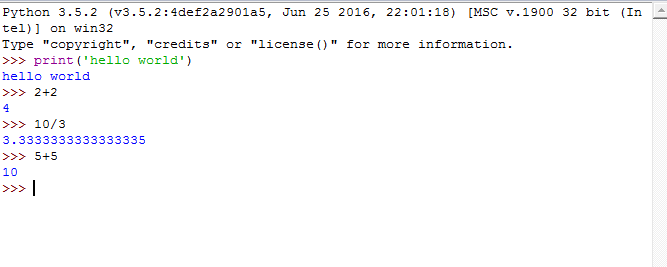 Python 3.5.2 (v3.5.2:4def2a2901a5, Jun 25 2016, 22:01:18) [MSC v.1900 32 bit (In
tel)] on win32
Type "copyright", "credits" or "license()" for more information.
>>> print('hello world')
hello world
>>> 2+2
4
>>> 10/3
3.3333333333333335
>>> 5+5
10
>>>